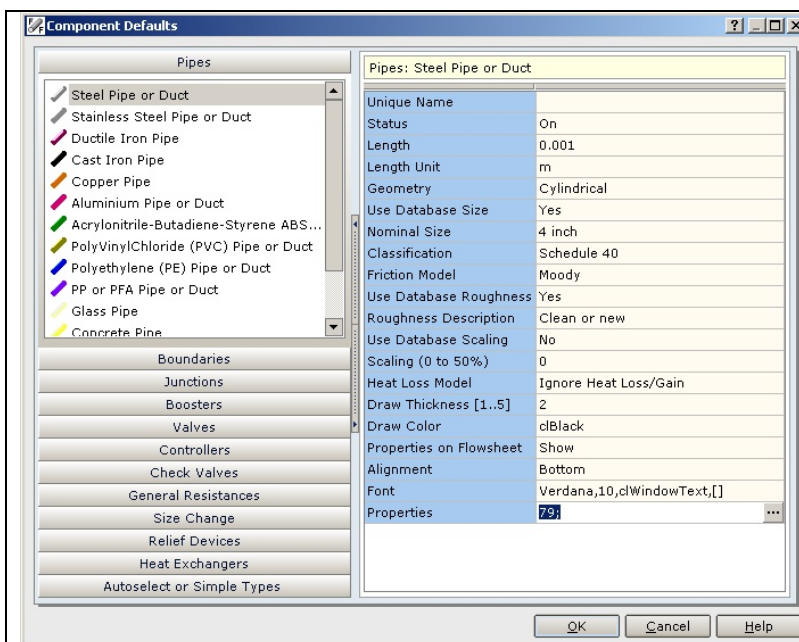 Component Defaults
Pipes
Steel Pipe or Duct
Stainless Steel Pipe or Duct
Ductile Iron Pipe
Cast Iron Pipe
Copper Pipe
Aluminium Pipe or Duct
Acrylonitrile-Butadiene-Styrene ABS...
PolyVinylChloride (PVC) Pipe or Duct
Polyethylene (PE) Pipe or Duct
PP or PFA Pipe or Duct
Glass Pipe
Concrete Pipe
Boundaries
Junctions
Boosters
Valves
Controllers
Check Valves
General Resistances
Size Change
Relief Devices
Heat Exchangers
Autoselect or Simple Types
Pipes: Steel Pipe or Duct
Unique Name
Status On
Length 0.001
Length Unit m
Geometry Cylindrical
Use Database Size Yes
Nominal Size 4 inch
Classification Schedule 40
Friction Model Moody
Use Database Roughness Yes
Roughness Description Clean or new
Use Database Scaling No
Scaling (0 to 50%) 0
Heat Loss Model Ignore Heat Loss/Gain
Draw Thickness [1..5] 2
Draw Color clBlack
Properties on Flowsheet Show
Alignment Bottom
Font Verdana,10,clWindowText,[]
Properties 79; ...
OK Cancel Help